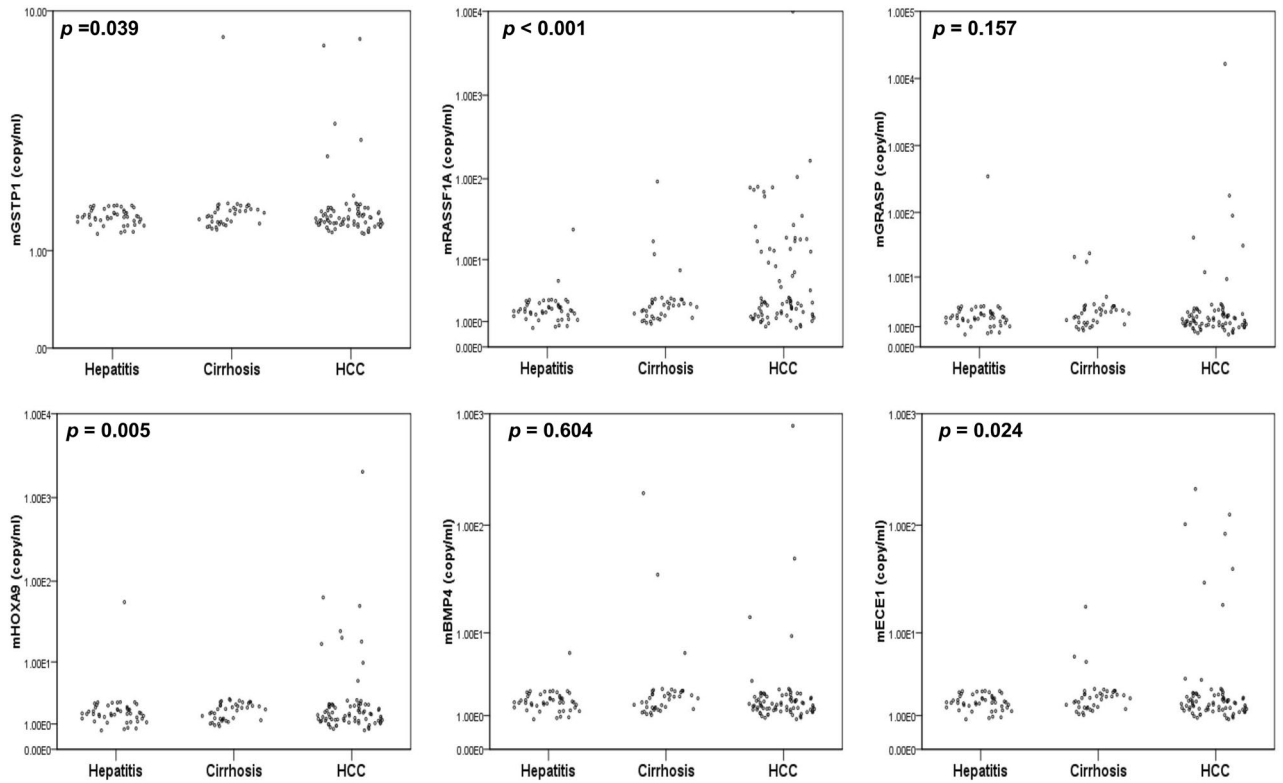 p =0.039
mGSTP1 (copy/ml)
10.00
1.00
.00
Hepatitis Cirrhosis HCC
p < 0.001
mRASSF1A (copy/ml)
1.00E4
1.00E3
1.00E2
1.00E1
1.00E0
0.00E0
Hepatitis Cirrhosis HCC
p = 0.157
mGRASP (copy/ml)
1.00E5
1.00E4
1.00E3
1.00E2
1.00E1
1.00E0
0.00E0
Hepatitis Cirrhosis HCC
p = 0.005
mHOXA9 (copy/ml)
1.00E4
1.00E3
1.00E2
1.00E1
1.00E0
0.00E0
Hepatitis Cirrhosis HCC
p = 0.604
mBMP4 (copy/ml)
1.00E3
1.00E2
1.00E1
1.00E0
0.00E0
Hepatitis Cirrhosis HCC
p = 0.024
mECE1 (copy/ml)
1.00E3
1.00E2
1.00E1
1.00E0
0.00E0
Hepatitis Cirrhosis HCC